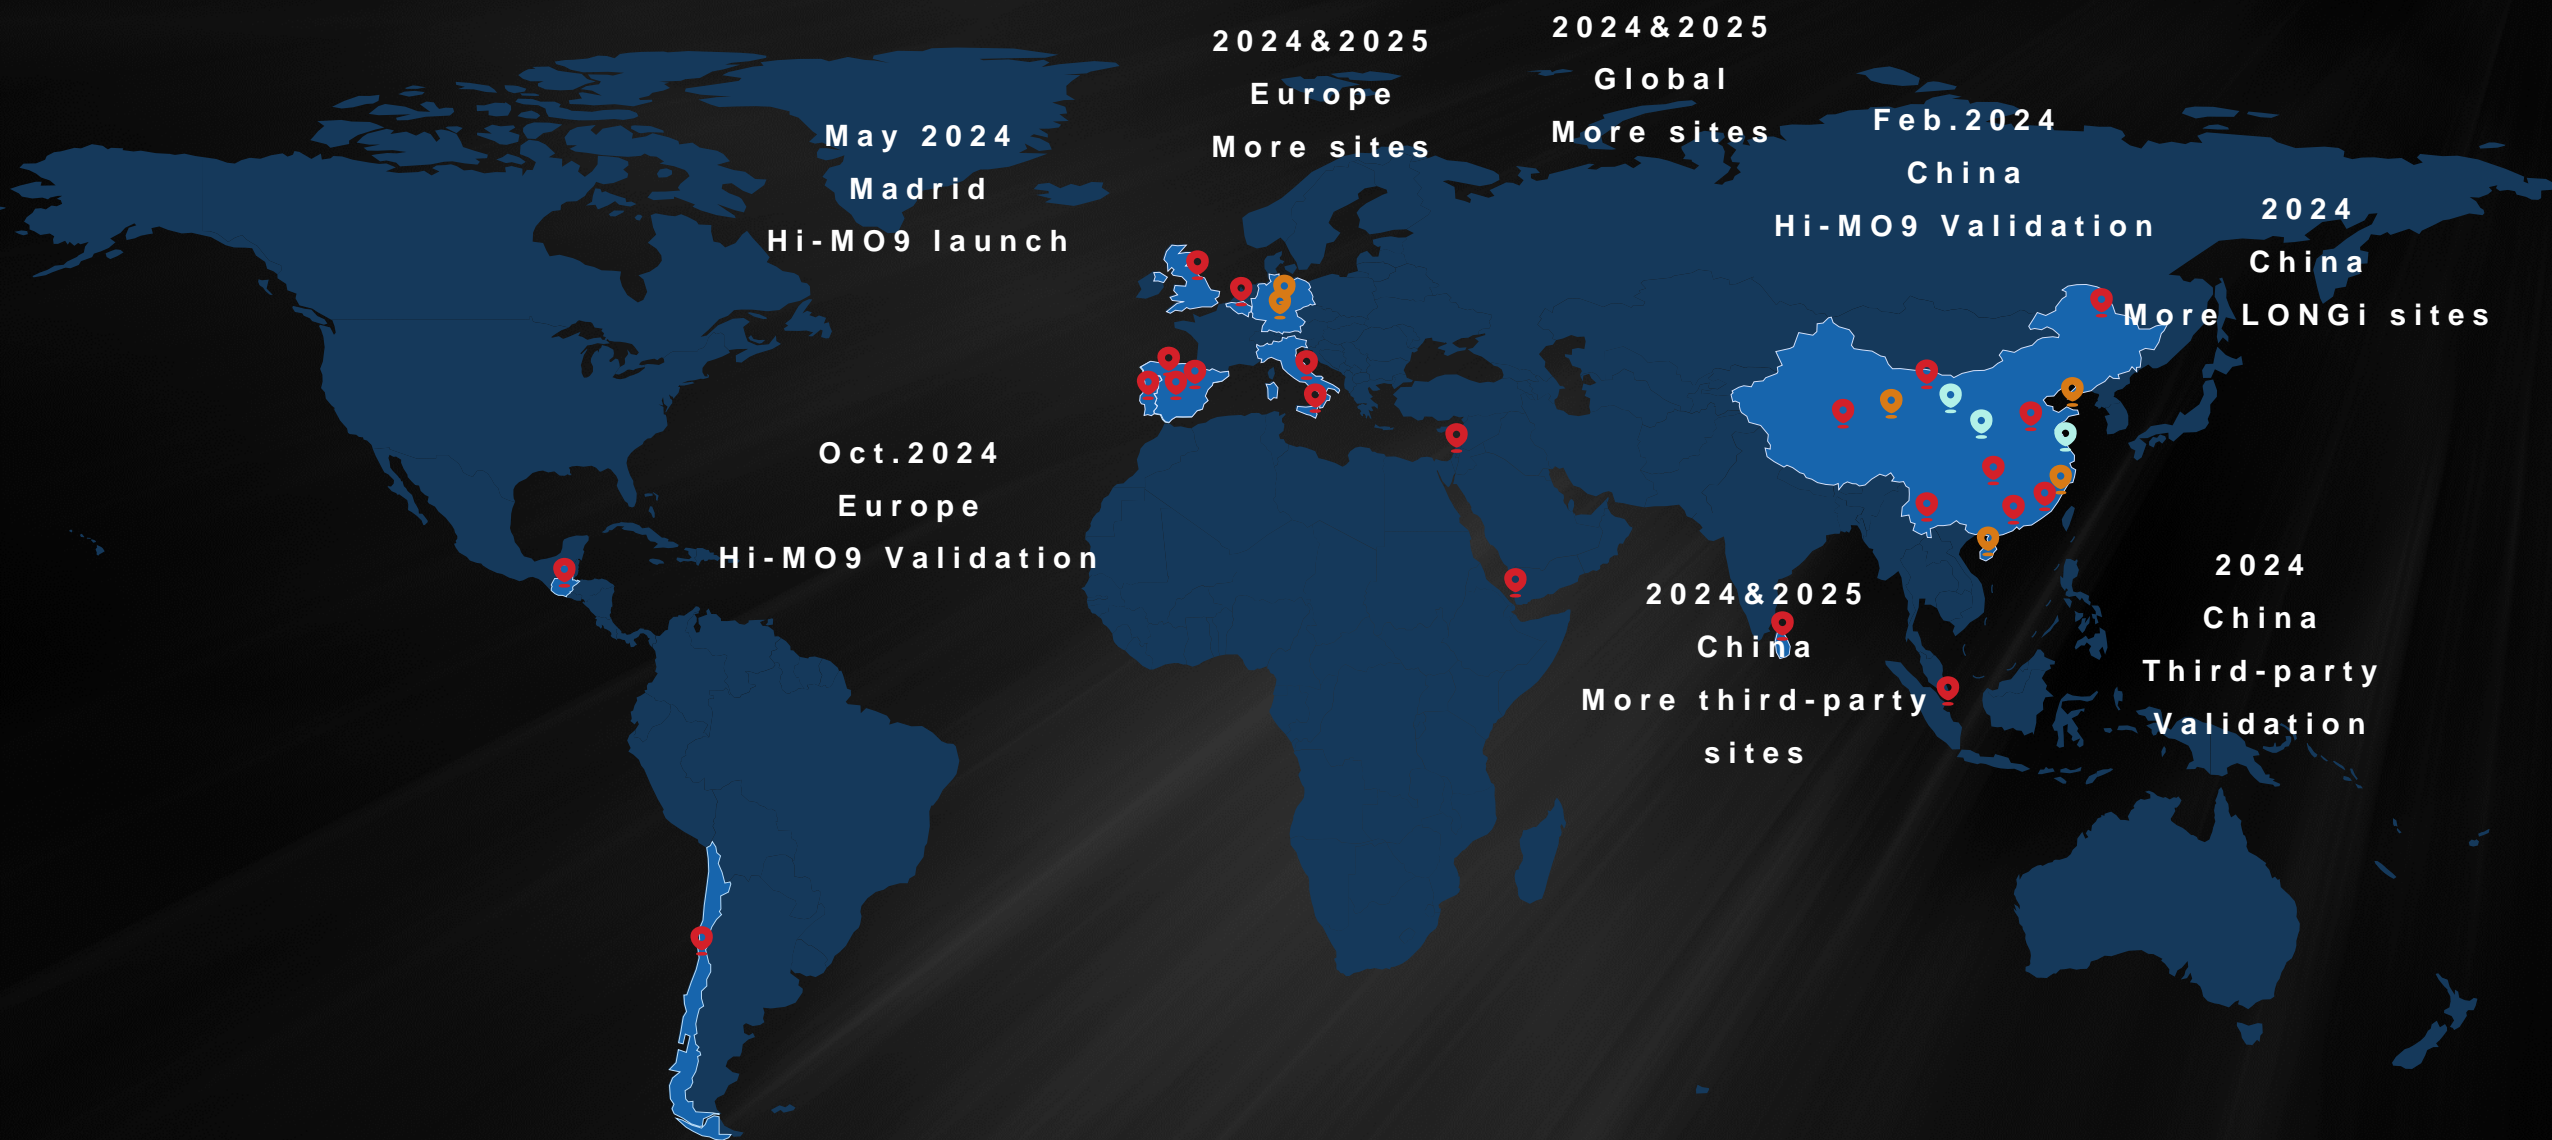 2024&2025
Europe
More sites
2024&2025
Global
More sites
May 2024
Madrid
Hi-MO9 launch
Feb.2024
China
Hi-MO9 Validation
2024
China
More LONGi sites
Oct.2024
Europe
Hi-MO9 Validation
2024&2025
China
More third-party
sites
2024
China
Third-party
Validation